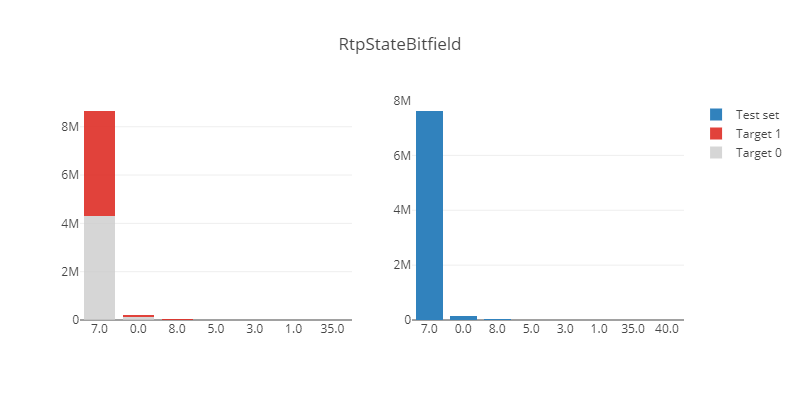 RtpStateBitfield
8M
6M
4M
2M
0
7.0 0.0 8.0 5.0 3.0 1.0 35.0
8M
6M
4M
2M
0
7.0 0.0 8.0 5.0 3.0 1.0 35.0 40.0
Test set
Target 1
Target 0